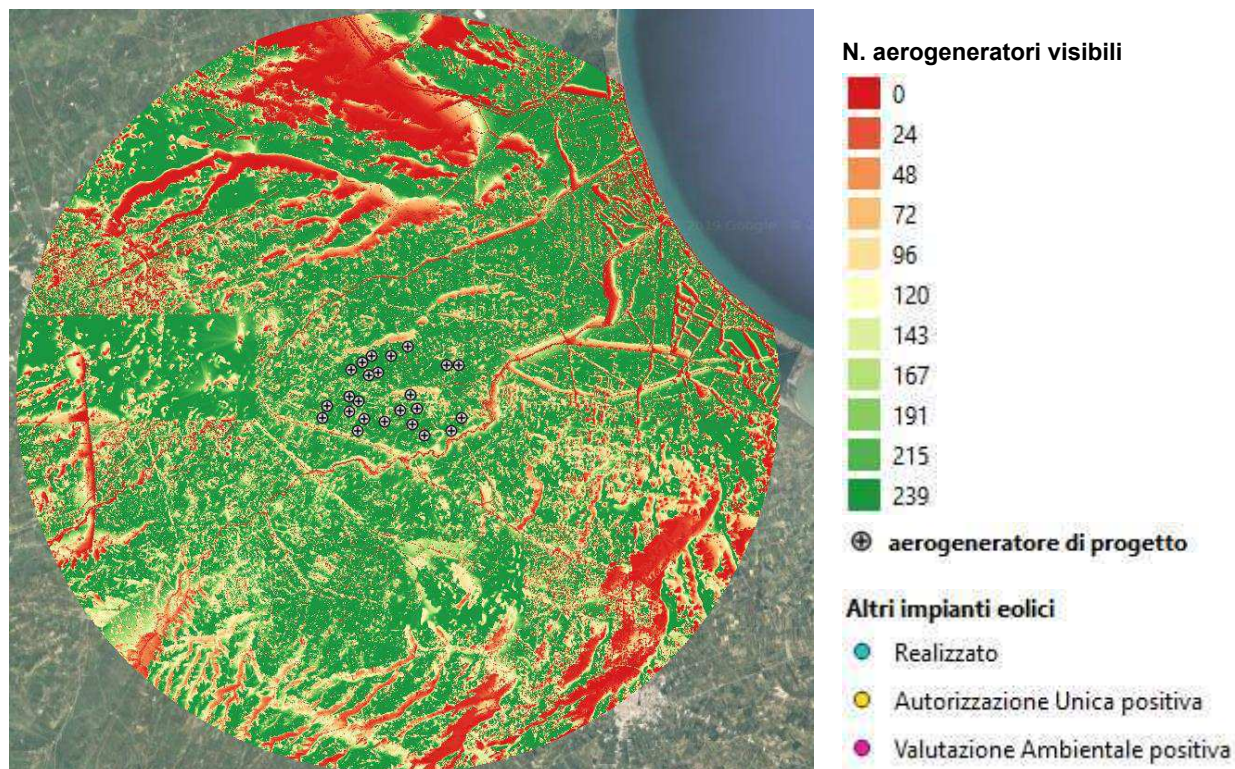 N. aerogeneratori visibili
0
24
48
72
96
120
143
167
191
215
239
aerogeneratore di progetto
Altri impianti eolici
Realizzato
Autorizzazione Unica positiva
Valutazione Ambientale positiva